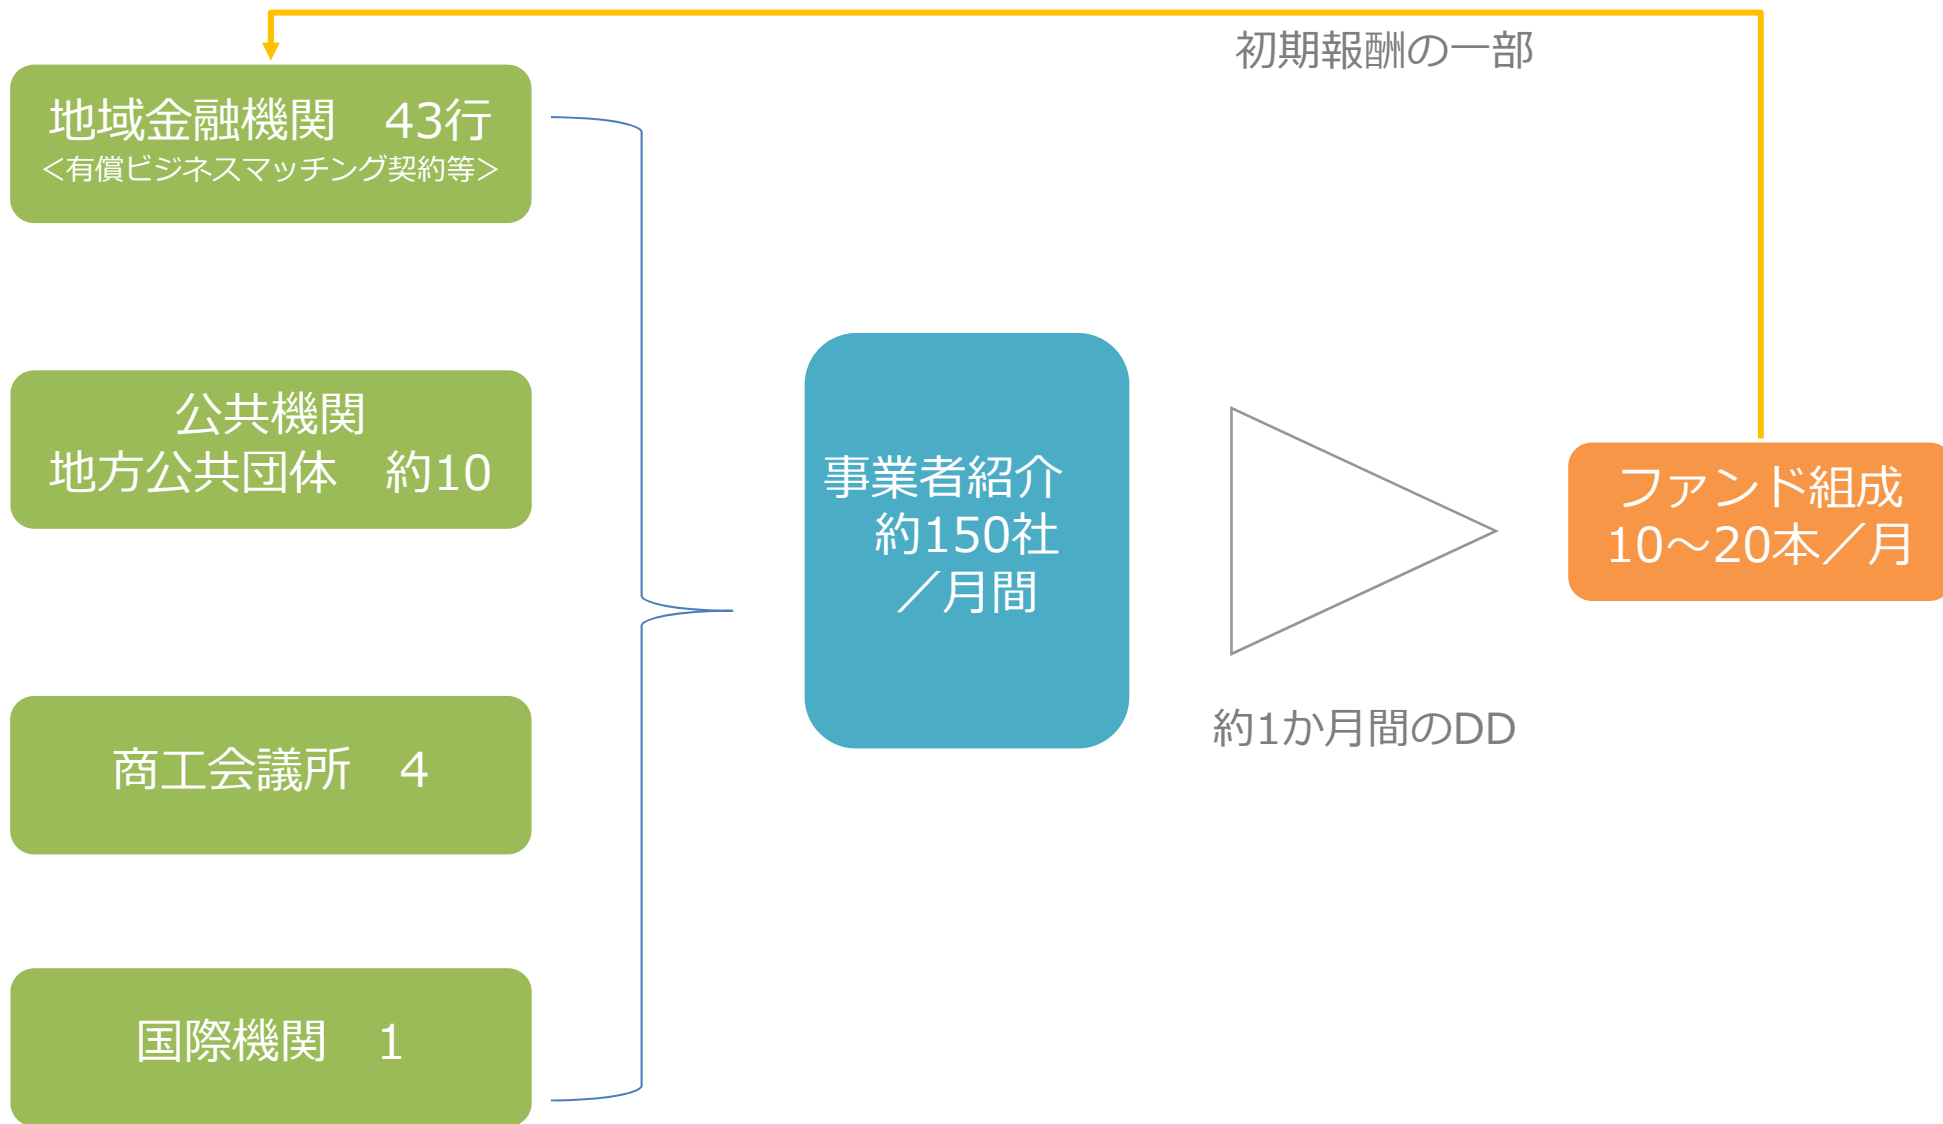 初期報酬の一部
地域金融機関　43行
＜有償ビジネスマッチング契約等＞
公共機関
地方公共団体　約10
商工会議所　4
国際機関　1
事業者紹介
約150社
／月間
約1か月間のDD
ファンド組成
10～20本／月